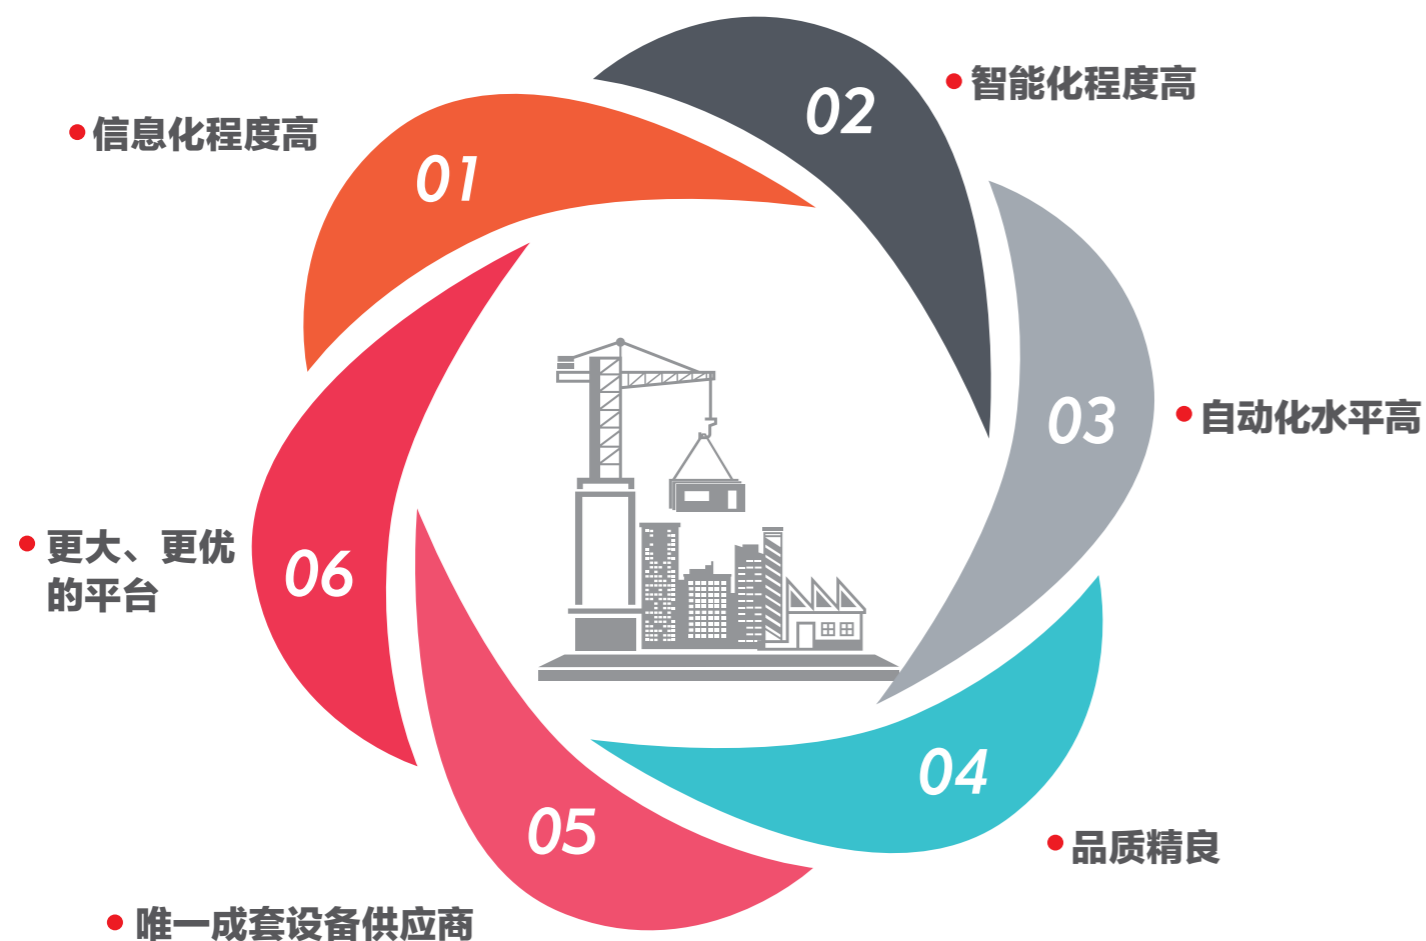 01
信息化程度高
02
智能化程度高
03
自动化水平高
04
品质精良
05
唯一成套设备供应商
06
更大、更优
的平台